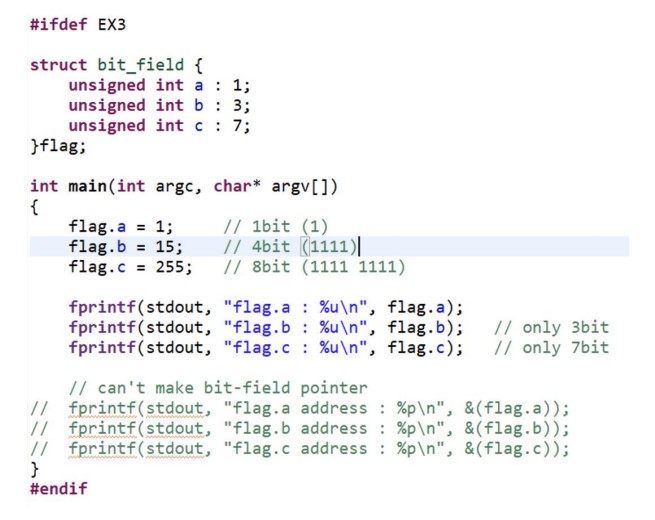 #ifdef EX3
struct bit_field {
    unsigned int a : 1;
    unsigned int b : 3;
    unsigned int c : 7;
}flag;
int main(int argc, char* argv[])
{
    flag.a = 1;     // 1bit (1)
    flag.b = 15;    // 4bit (1111)
    flag.c = 255;   // 8bit (1111 1111)
    fprintf(stdout, "flag.a : %u\n", flag.a);
    fprintf(stdout, "flag.b : %u\n", flag.b);   // only 3bit
    fprintf(stdout, "flag.c : %u\n", flag.c);   // only 7bit
    // can't make bit-field pointer
//  fprintf(stdout, "flag.a address : %p\n", &(flag.a));
//  fprintf(stdout, "flag.b address : %p\n", &(flag.b));
//  fprintf(stdout, "flag.c address : %p\n", &(flag.c));
}
#endif